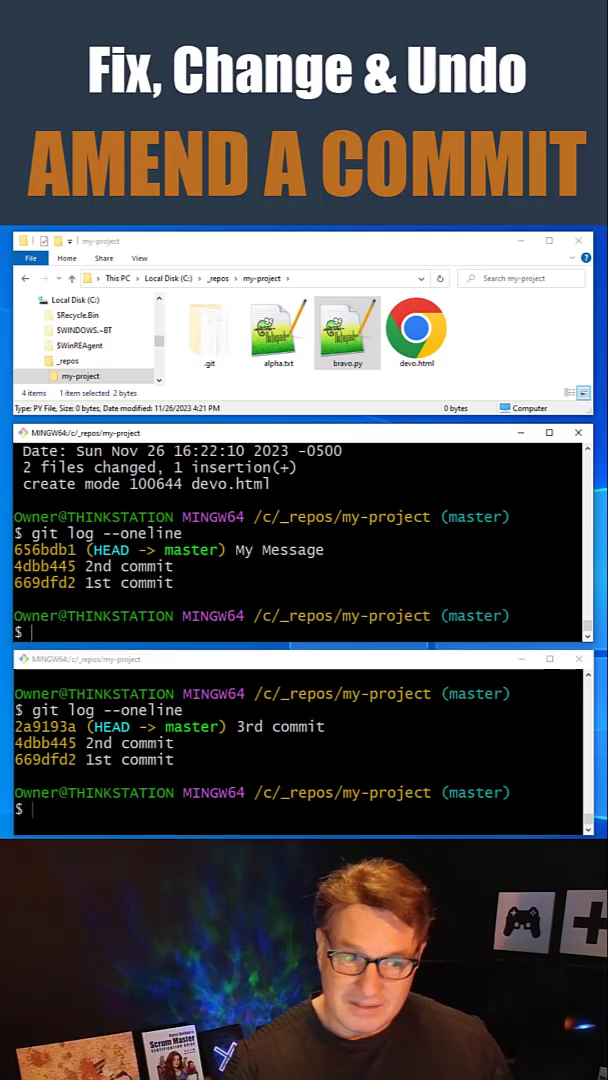 Fix, Change & Undo
AMEND A COMMIT
my-project
File Home Share View
This PC > Local Disk (C:) > _repos > my-project >
Search my-project
Local Disk (C:)
$Recycle.Bin
$WINDOWS.~BT
$WinREAgent
_repos
my-project
.git
alpha.txt
bravo.py
devo.html
4 items 1 item selected 2 bytes
Type: PY File, Size: 0 bytes, Date modified: 11/26/2023 4:21 PM 0 bytes Computer
MINGW64:/c/_repos/my-project
Date: Sun Nov 26 16:22:10 2023 -0500
2 files changed, 1 insertion(+)
create mode 100644 devo.html
Owner@THINKSTATION MINGW64 /c/_repos/my-project (master)
$ git log --oneline
656bdb1 (HEAD -> master) My Message
4dbb445 2nd commit
669dfd2 1st commit
Owner@THINKSTATION MINGW64 /c/_repos/my-project (master)
$
MINGW64:/c/_repos/my-project
Owner@THINKSTATION MINGW64 /c/_repos/my-project (master)
$ git log --oneline
2a9193a (HEAD -> master) 3rd commit
4dbb445 2nd commit
669dfd2 1st commit
Owner@THINKSTATION MINGW64 /c/_repos/my-project (master)
$
Scrum Master